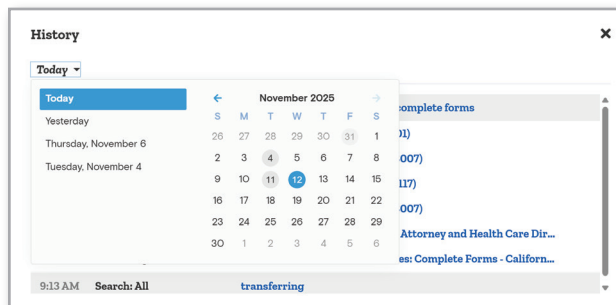 History
Today
Today
Yesterday
Thursday, November 6
Tuesday, November 4
November 2025
S M T W T F S
26 27 28 29 30 31 1
2 3 4 5 6 7 8
9 10 11 12 13 14 15
16 17 18 19 20 21 22
23 24 25 26 27 28 29
30 1 2 3 4 5 6
complete forms
01)
007)
117)
007)
Attorney and Health Care Dir...
es: Complete Forms - Californ...
9:13 AM Search: All transferring